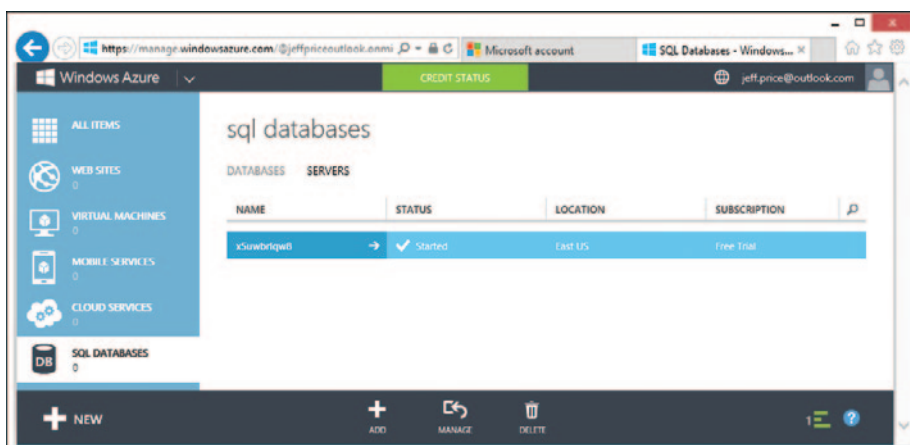 https://manage.windowsazure.com/@jeffpriceoutlook.onmi
Microsoft account
SQL Databases - Windows...
Windows Azure
CREDIT STATUS
jeff.price@outlook.com
ALL ITEMS
WEB SITES
0
VIRTUAL MACHINES
0
MOBILE SERVICES
0
CLOUD SERVICES
0
DB
SQL DATABASES
0
sql databases
DATABASES SERVERS
NAME STATUS LOCATION SUBSCRIPTION
Started East US Free Trial
NEW
ADD
MANAGE
DELETE
1
?